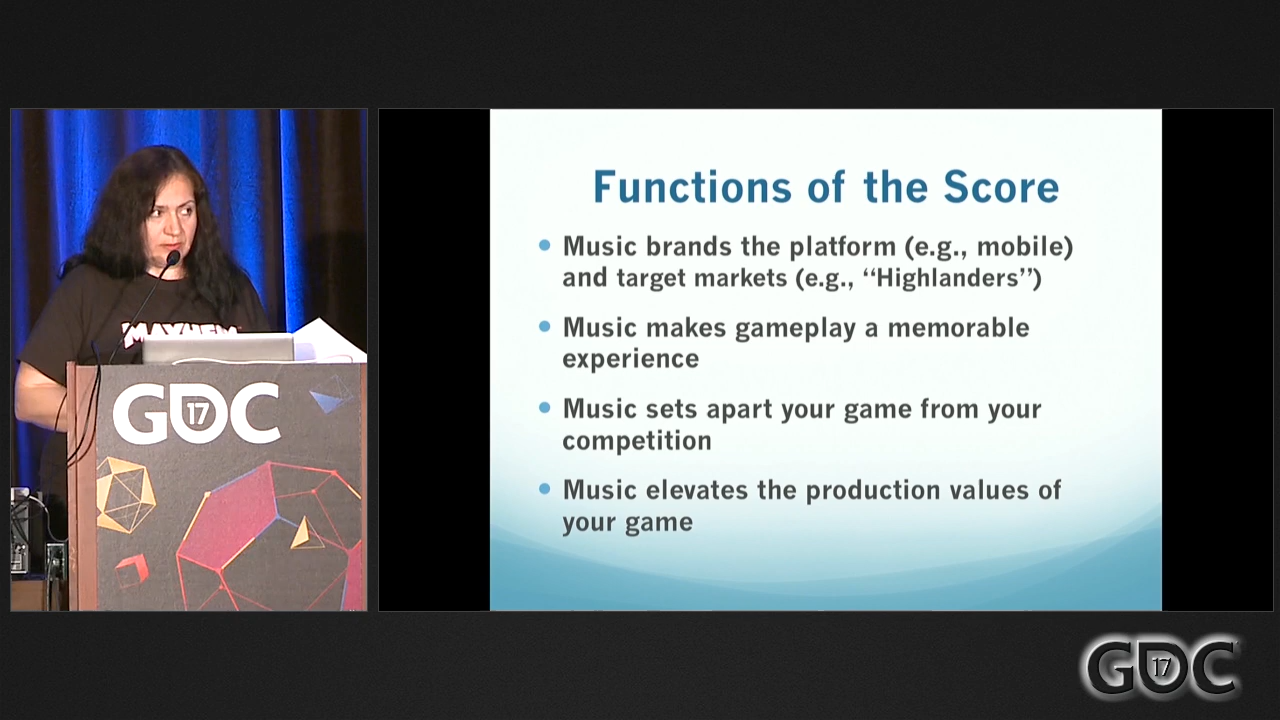 MAYHEM
GDC
17
Functions of the Score
Music brands the platform (e.g., mobile)
and target markets (e.g., “Highlanders”)
Music makes gameplay a memorable
experience
Music sets apart your game from your
competition
Music elevates the production values of
your game
GDC
17